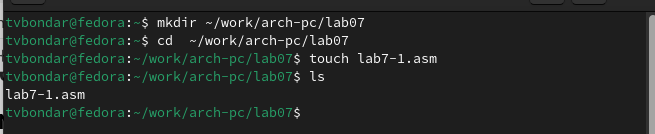 tvbondar@fedora:~$ mkdir ~/work/arch-pc/lab07
tvbondar@fedora:~$ cd  ~/work/arch-pc/lab07
tvbondar@fedora:~/work/arch-pc/lab07$ touch lab7-1.asm
tvbondar@fedora:~/work/arch-pc/lab07$ ls
lab7-1.asm
tvbondar@fedora:~/work/arch-pc/lab07$